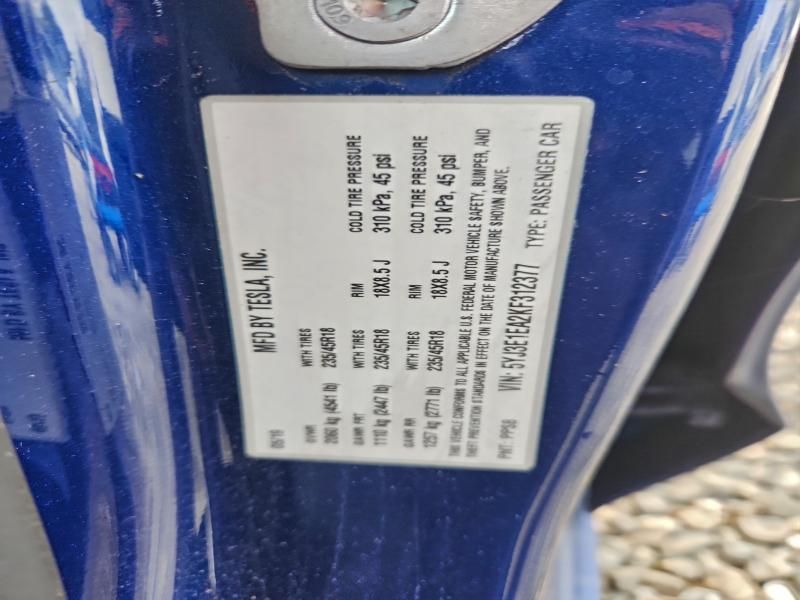 MFD BY TESLA, INC.
05/19
GVWR WITH TIRES
2060 kg (4541 lb) 235/45R18
GAWR FRT WITH TIRES RIM COLD TIRE PRESSURE
1110 kg (2447 lb) 235/45R18 18X8.5 J 310 kPa, 45 psi
GAWR RR WITH TIRES RIM COLD TIRE PRESSURE
1257 kg (2771 lb) 235/45R18 18X8.5 J 310 kPa, 45 psi
THIS VEHICLE CONFORMS TO ALL APPLICABLE U.S. FEDERAL MOTOR VEHICLE SAFETY, BUMPER, AND
THEFT PREVENTION STANDARDS IN EFFECT ON THE DATE OF MANUFACTURE SHOWN ABOVE.
VIN: 5YJ3E1EA2KF312377
PNT: PPSB TYPE: PASSENGER CAR